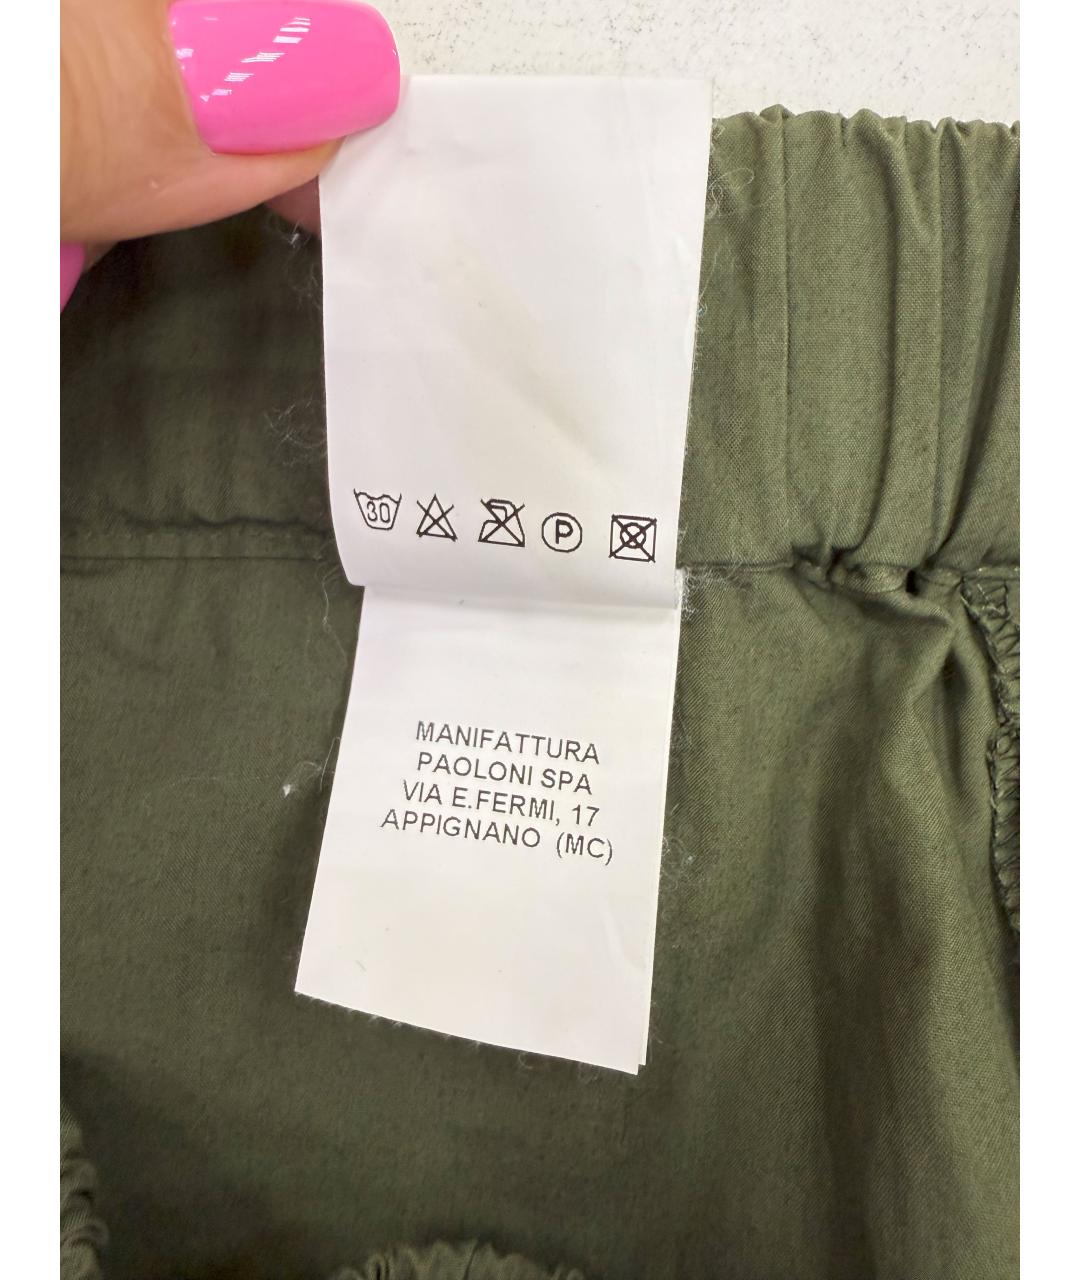 30 P
MANIFATTURA
PAOLONI SPA
VIA E.FERMI, 17
APPIGNANO (MC)